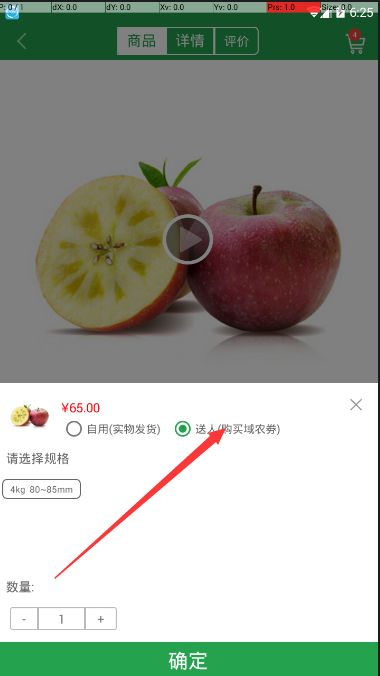 P: 0 / 1 dX: 0.0 dY: 0.0 Xv: 0.0 Yv: 0.0 Prs: 1.0 Size: 0.0
6:25
商品 详情 评价
4
¥65.00
自用(实物发货) 送人(购买域农券)
请选择规格
4kg 80~85mm
数量:
- 1 +
确定